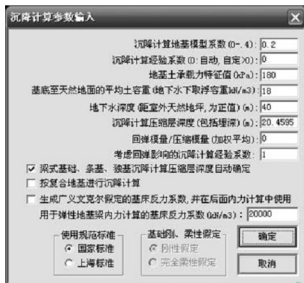 沉降计算参数输入
沉降计算地基模型系数(0-.4): 0.2
沉降计算经验系数(0:自动,自定义): 0
地基土承载力特征值(kPa): 180
基底至天然地面的平均土容重(地下水下取浮容重kN/m3) 18
地下水深度(距室外天然地坪,为正值)(m) 40
沉降计算压缩层深度(包括埋深)(m) 20.4595
回弹模量/压缩模量(加权平均): 0
考虑回弹影响的沉降计算经验系数: 1
梁式基础、条基、独基沉降计算压缩层深度自动确定
按复合地基进行沉降计算
生成广义文克尔假定的基床反力系数,并在后面内力计算中使用
用于弹性地基梁内力计算的基床反力系数(kN/m3): 20000
使用规范标准
国家标准
上海标准
基础刚、柔性假定
刚性假定
完全柔性假定
确定
取消